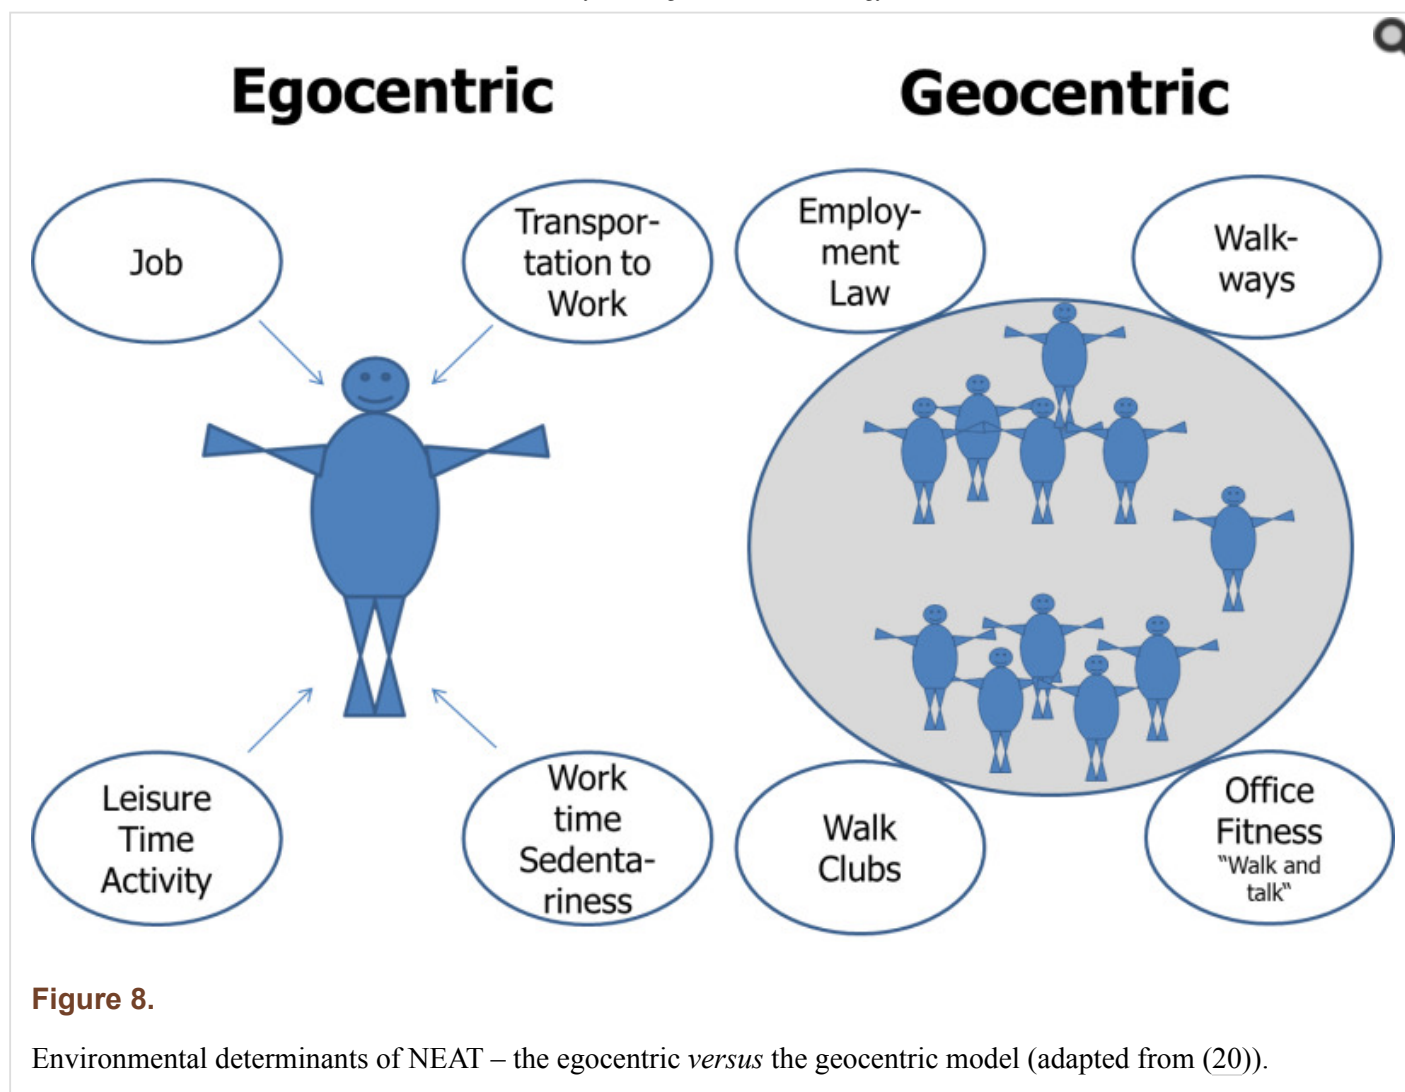 Egocentric
Geocentric
Job
Transpor-
tation to
Work
Leisure
Time
Activity
Work
time
Sedenta-
riness
Employ-
ment
Law
Walk-
ways
Walk
Clubs
Office
Fitness
"Walk and
talk"
Figure 8.
Environmental determinants of NEAT – the egocentric versus the geocentric model (adapted from (20)).